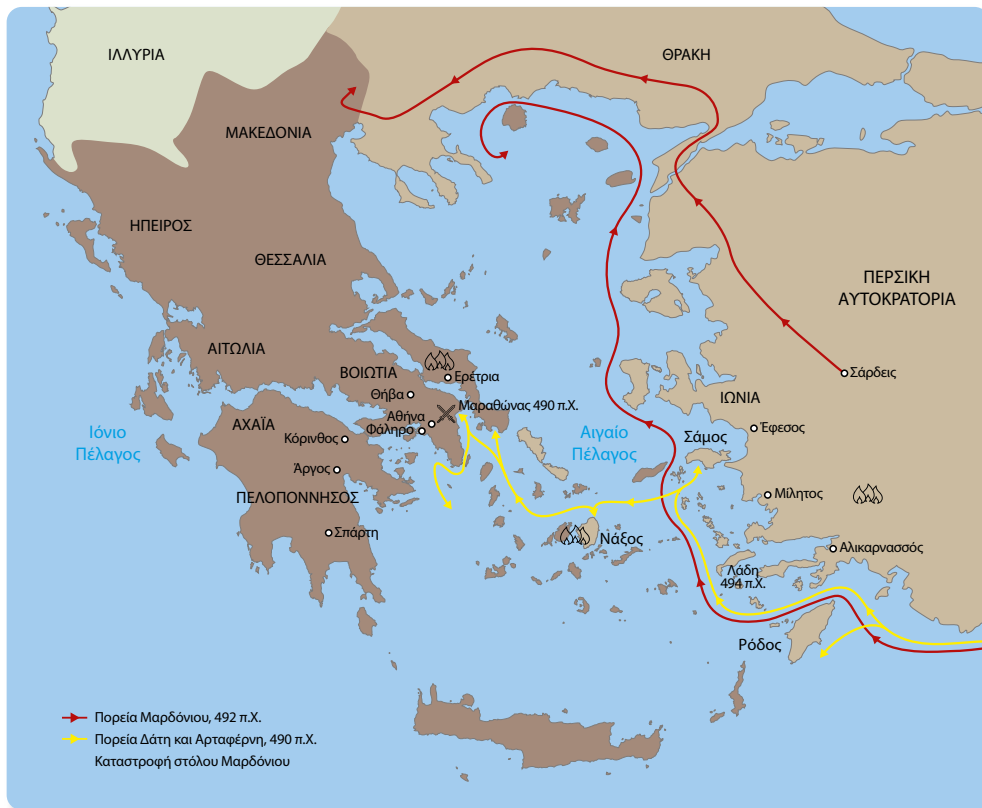 ΙΛΛΥΡΙΑ
ΘΡΑΚΗ
ΜΑΚΕΔΟΝΙΑ
ΗΠΕΙΡΟΣ
ΘΕΣΣΑΛΙΑ
ΠΕΡΣΙΚΗ
ΑΥΤΟΚΡΑΤΟΡΙΑ
ΑΙΤΩΛΙΑ
ΒΟΙΩΤΙΑ
Σάρδεις
Ερέτρια
Θήβα
ΙΩΝΙΑ
Μαραθώνας 490 π.Χ.
Αθήνα
Φάληρο
ΑΧΑΪΑ
Έφεσος
Ιόνιο
Πέλαγος
Κόρινθος
Αιγαίο
Πέλαγος
Σάμος
Άργος
ΠΕΛΟΠΟΝΝΗΣΟΣ
Μίλητος
Σπάρτη
Νάξος
Αλικαρνασσός
Λάδη
494 π.Χ.
Ρόδος
Πορεία Μαρδόνιου, 492 π.Χ.
Πορεία Δάτη και Αρταφέρνη, 490 π.Χ.
Καταστροφή στόλου Μαρδόνιου